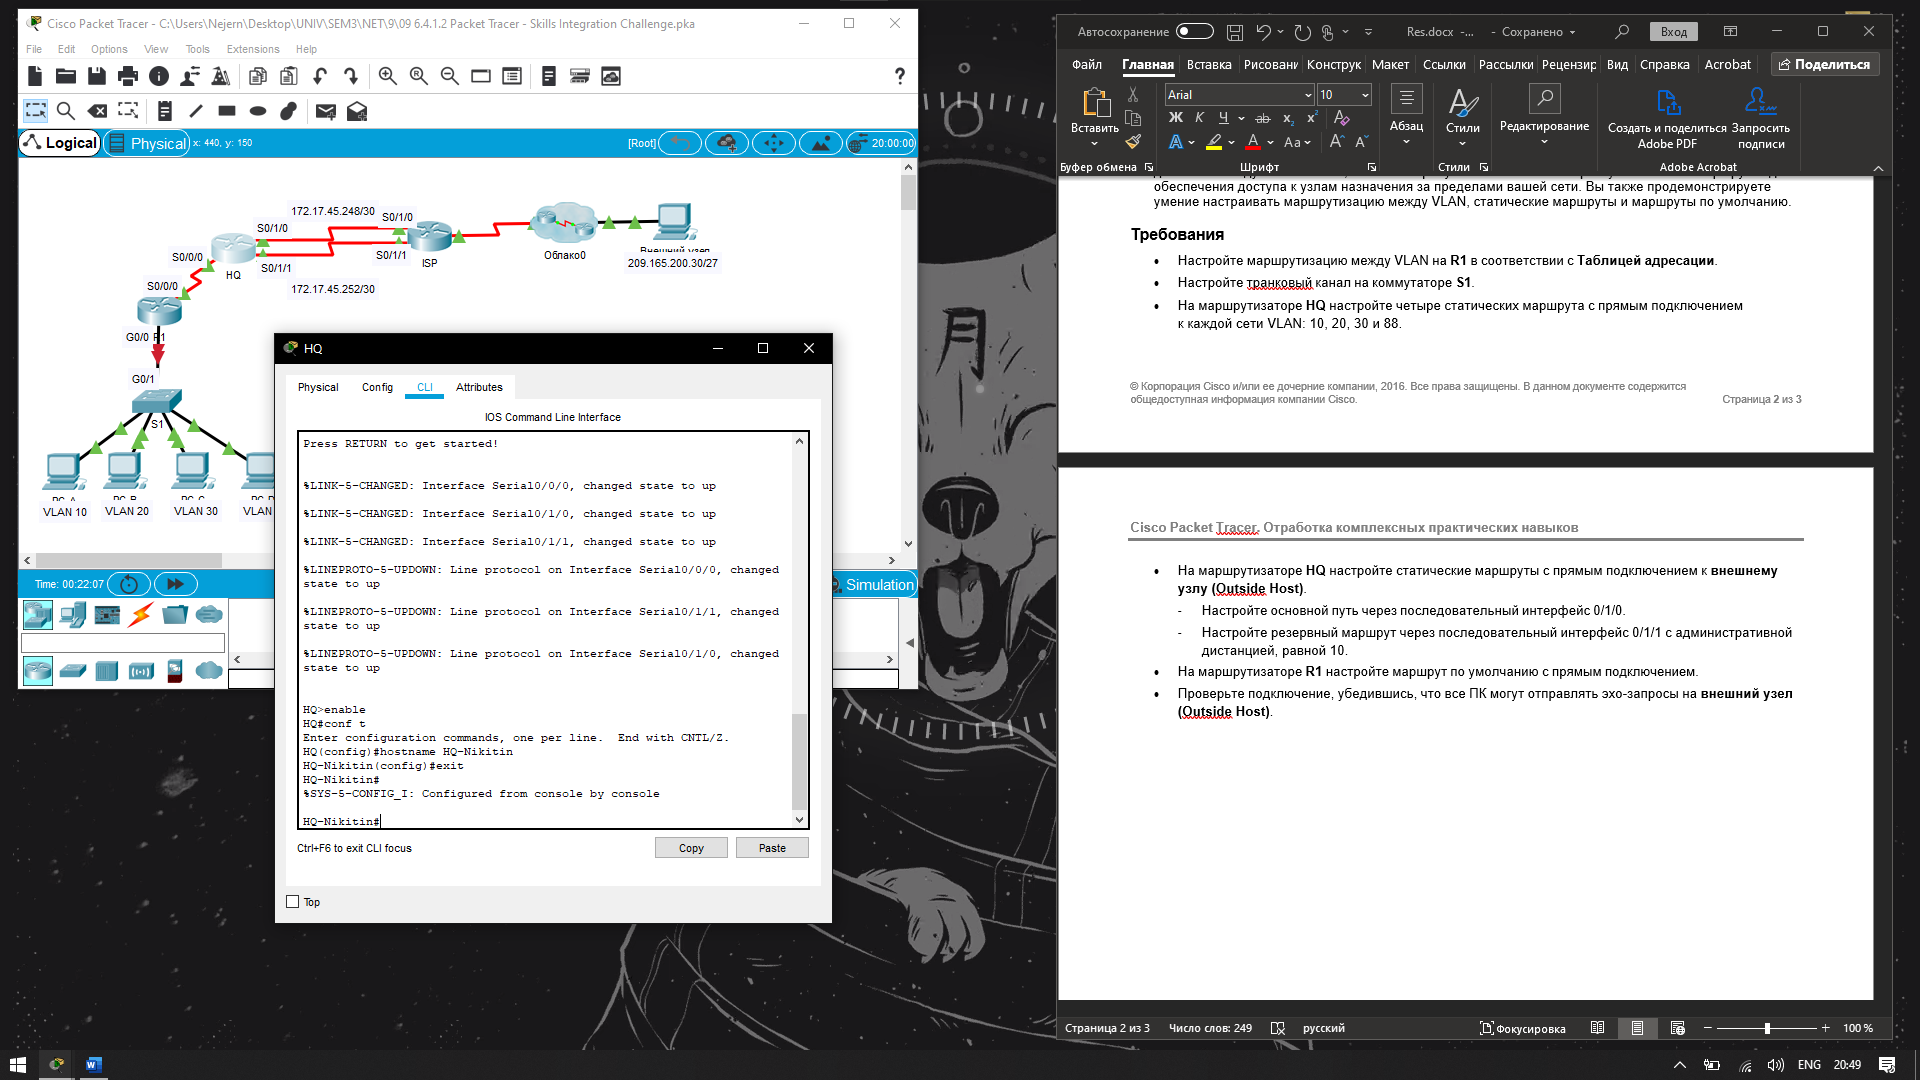 Cisco Packet Tracer - C:\Users\Nejern\Desktop\UNIV\SEM3\NET\9\09 6.4.1.2 Packet Tracer - Skills Integration Challenge.pka
File Edit Options View Tools Extensions Help
Logical
Physical
x: 440, y: 150
[Root]
20:00:00
172.17.45.248/30
S0/1/0
S0/1/0
S0/0/0
HQ
S0/1/1
S0/1/1
ISP
Облако0
Внешний узел
209.165.200.30/27
S0/0/0
172.17.45.252/30
G0/0 R1
G0/1
S1
PC-A PC-B PC-C PC-D
VLAN 10 VLAN 20 VLAN 30 VLAN
Time: 00:22:07
Simulation
HQ
Physical Config CLI Attributes
IOS Command Line Interface
Press RETURN to get started!
%LINK-5-CHANGED: Interface Serial0/0/0, changed state to up
%LINK-5-CHANGED: Interface Serial0/1/0, changed state to up
%LINK-5-CHANGED: Interface Serial0/1/1, changed state to up
%LINEPROTO-5-UPDOWN: Line protocol on Interface Serial0/0/0, changed
state to up
%LINEPROTO-5-UPDOWN: Line protocol on Interface Serial0/1/1, changed
state to up
%LINEPROTO-5-UPDOWN: Line protocol on Interface Serial0/1/0, changed
state to up
HQ>enable
HQ#conf t
Enter configuration commands, one per line.  End with CNTL/Z.
HQ(config)#hostname HQ-Nikitin
HQ-Nikitin(config)#exit
HQ-Nikitin#
%SYS-5-CONFIG_I: Configured from console by console
HQ-Nikitin#
Ctrl+F6 to exit CLI focus
Copy Paste
Top
Автосохранение
Res.docx -... - Сохранено
Вход
Файл Главная Вставка Рисовани Конструк Макет Ссылки Рассылки Рецензир Вид Справка Acrobat Поделиться
Вставить
Буфер обмена
Arial 10
Ж К Ч ab x₂ x²
A Aa A A
Шрифт
Абзац
Стили
Стили
Редактирование
Создать и поделиться
Adobe PDF
Запросить
подписи
Adobe Acrobat
обеспечения доступа к узлам назначения за пределами вашей сети. Вы также продемонстрируете
умение настраивать маршрутизацию между VLAN, статические маршруты и маршруты по умолчанию.
Требования
• Настройте маршрутизацию между VLAN на R1 в соответствии с Таблицей адресации.
• Настройте транковый канал на коммутаторе S1.
• На маршрутизаторе HQ настройте четыре статических маршрута с прямым подключением
к каждой сети VLAN: 10, 20, 30 и 88.
© Корпорация Cisco и/или ее дочерние компании, 2016. Все права защищены. В данном документе содержится
общедоступная информация компании Cisco.
Страница 2 из 3
Cisco Packet Tracer. Отработка комплексных практических навыков
• На маршрутизаторе HQ настройте статические маршруты с прямым подключением к внешнему
узлу (Outside Host).
- Настройте основной путь через последовательный интерфейс 0/1/0.
- Настройте резервный маршрут через последовательный интерфейс 0/1/1 с административной
дистанцией, равной 10.
• На маршрутизаторе R1 настройте маршрут по умолчанию с прямым подключением.
• Проверьте подключение, убедившись, что все ПК могут отправлять эхо-запросы на внешний узел
(Outside Host).
Страница 2 из 3 Число слов: 249 русский Фокусировка 100 %
月
ENG 20:49